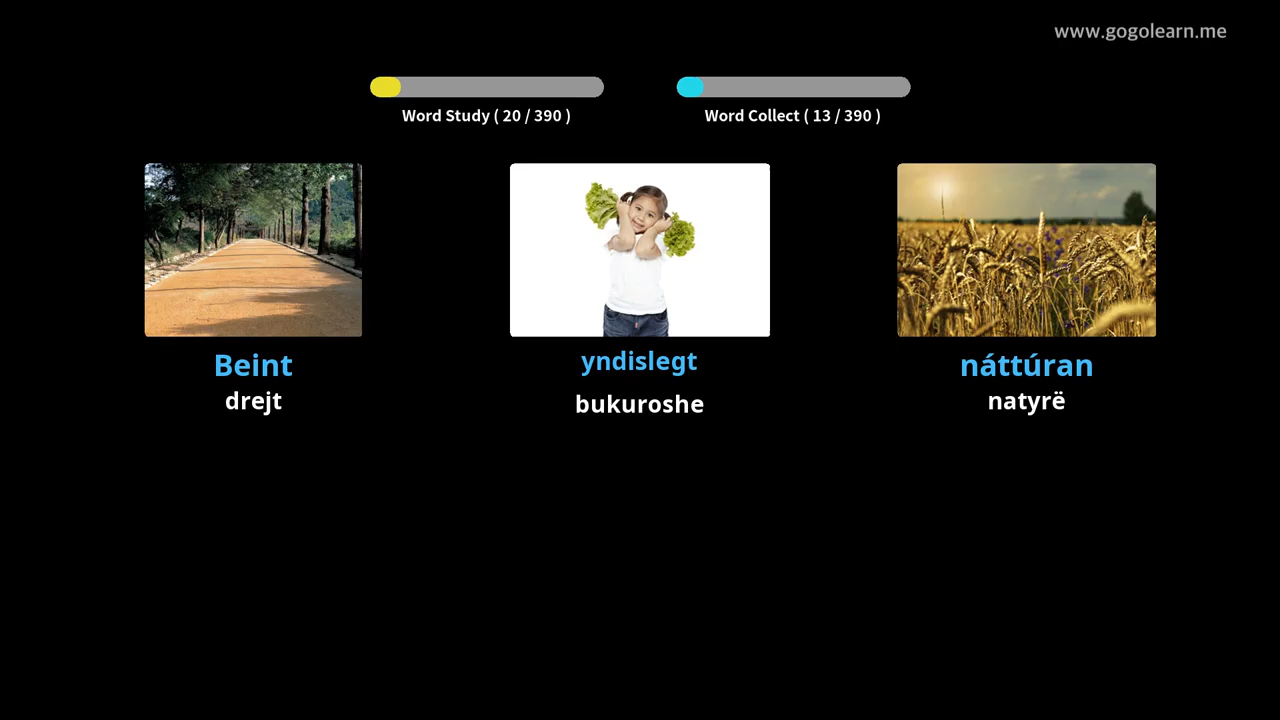 www.gogolearn.me
Word Study ( 20 / 390 )
Word Collect ( 13 / 390 )
Beint
drejt
yndislegt
bukuroshe
náttúran
natyrë